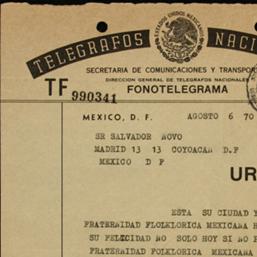 TELEGRAFOS NACI
ESTADOS UNIDOS MEXICANOS
SECRETARIA DE COMUNICACIONES Y TRANSPOR
DIRECCION GENERAL DE TELEGRAFOS NACIONALES
TF 990341 FONOTELEGRAMA
MEXICO, D. F. AGOSTO 6 70
SR SALVADOR NOVO
MADRID 13 13 COYOACAN D.F
MEXICO D F
UR
ESTA SU CIUDAD Y
FRATERNIDAD FLOLKLORICA MEXICANA R
SU FELICIDAD NO SOLO HOY SI NO P
FRATERNIDAD FOLKLORICA MEXICANA